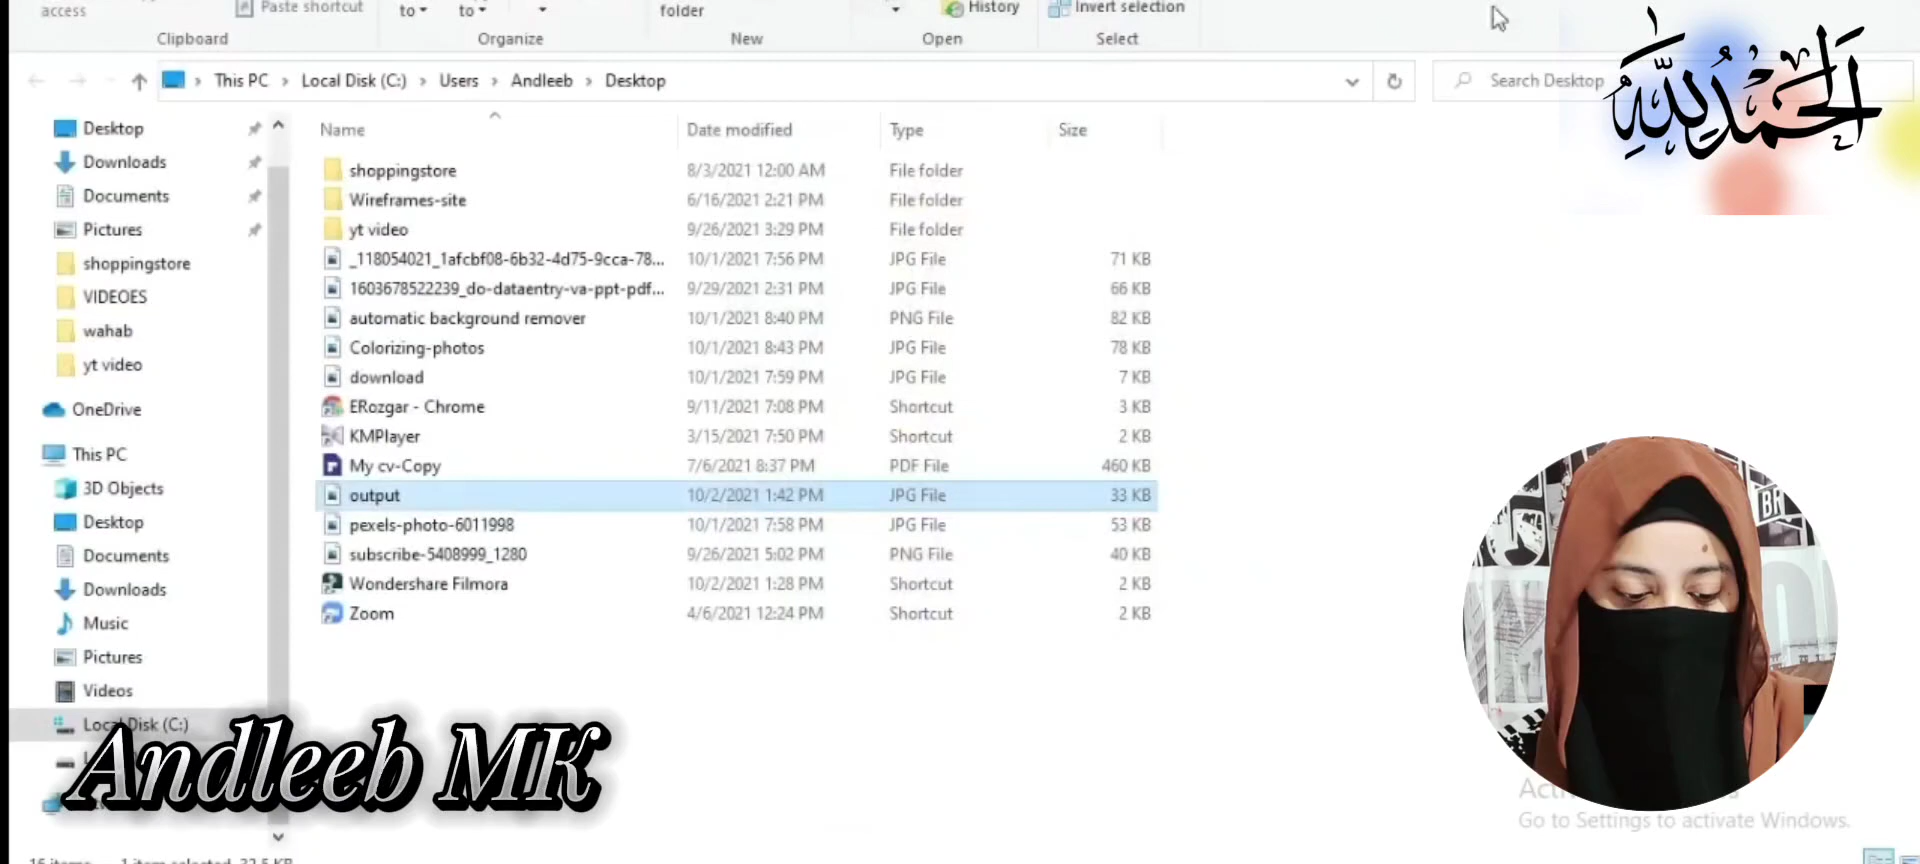 access
Paste shortcut
to
to
folder
History
Invert selection
Clipboard
Organize
New
Open
Select
This PC
Local Disk (C:)
Users
Andleeb
Desktop
Search Desktop
الحمد لله
Name
Date modified
Type
Size
Desktop
Downloads
Documents
Pictures
shoppingstore
VIDEOES
wahab
yt video
OneDrive
This PC
3D Objects
Desktop
Documents
Downloads
Music
Pictures
Videos
Local Disk (C:)
shoppingstore 8/3/2021 12:00 AM File folder
Wireframes-site 6/16/2021 2:21 PM File folder
yt video 9/26/2021 3:29 PM File folder
_118054021_1afcbf08-6b32-4d75-9cca-78... 10/1/2021 7:56 PM JPG File 71 KB
1603678522239_do-dataentry-va-ppt-pdf... 9/29/2021 2:31 PM JPG File 66 KB
automatic background remover 10/1/2021 8:40 PM PNG File 82 KB
Colorizing-photos 10/1/2021 8:43 PM JPG File 78 KB
download 10/1/2021 7:59 PM JPG File 7 KB
ERozgar - Chrome 9/11/2021 7:08 PM Shortcut 3 KB
KMPlayer 3/15/2021 7:50 PM Shortcut 2 KB
My cv-Copy 7/6/2021 8:37 PM PDF File 460 KB
output 10/2/2021 1:42 PM JPG File 33 KB
pexels-photo-6011998 10/1/2021 7:58 PM JPG File 53 KB
subscribe-5408999_1280 9/26/2021 5:02 PM PNG File 40 KB
Wondershare Filmora 10/2/2021 1:28 PM Shortcut 2 KB
Zoom 4/6/2021 12:24 PM Shortcut 2 KB
Andleeb MK
Go to Settings to activate Windows.
16 items 1 item selected 32.5 KB